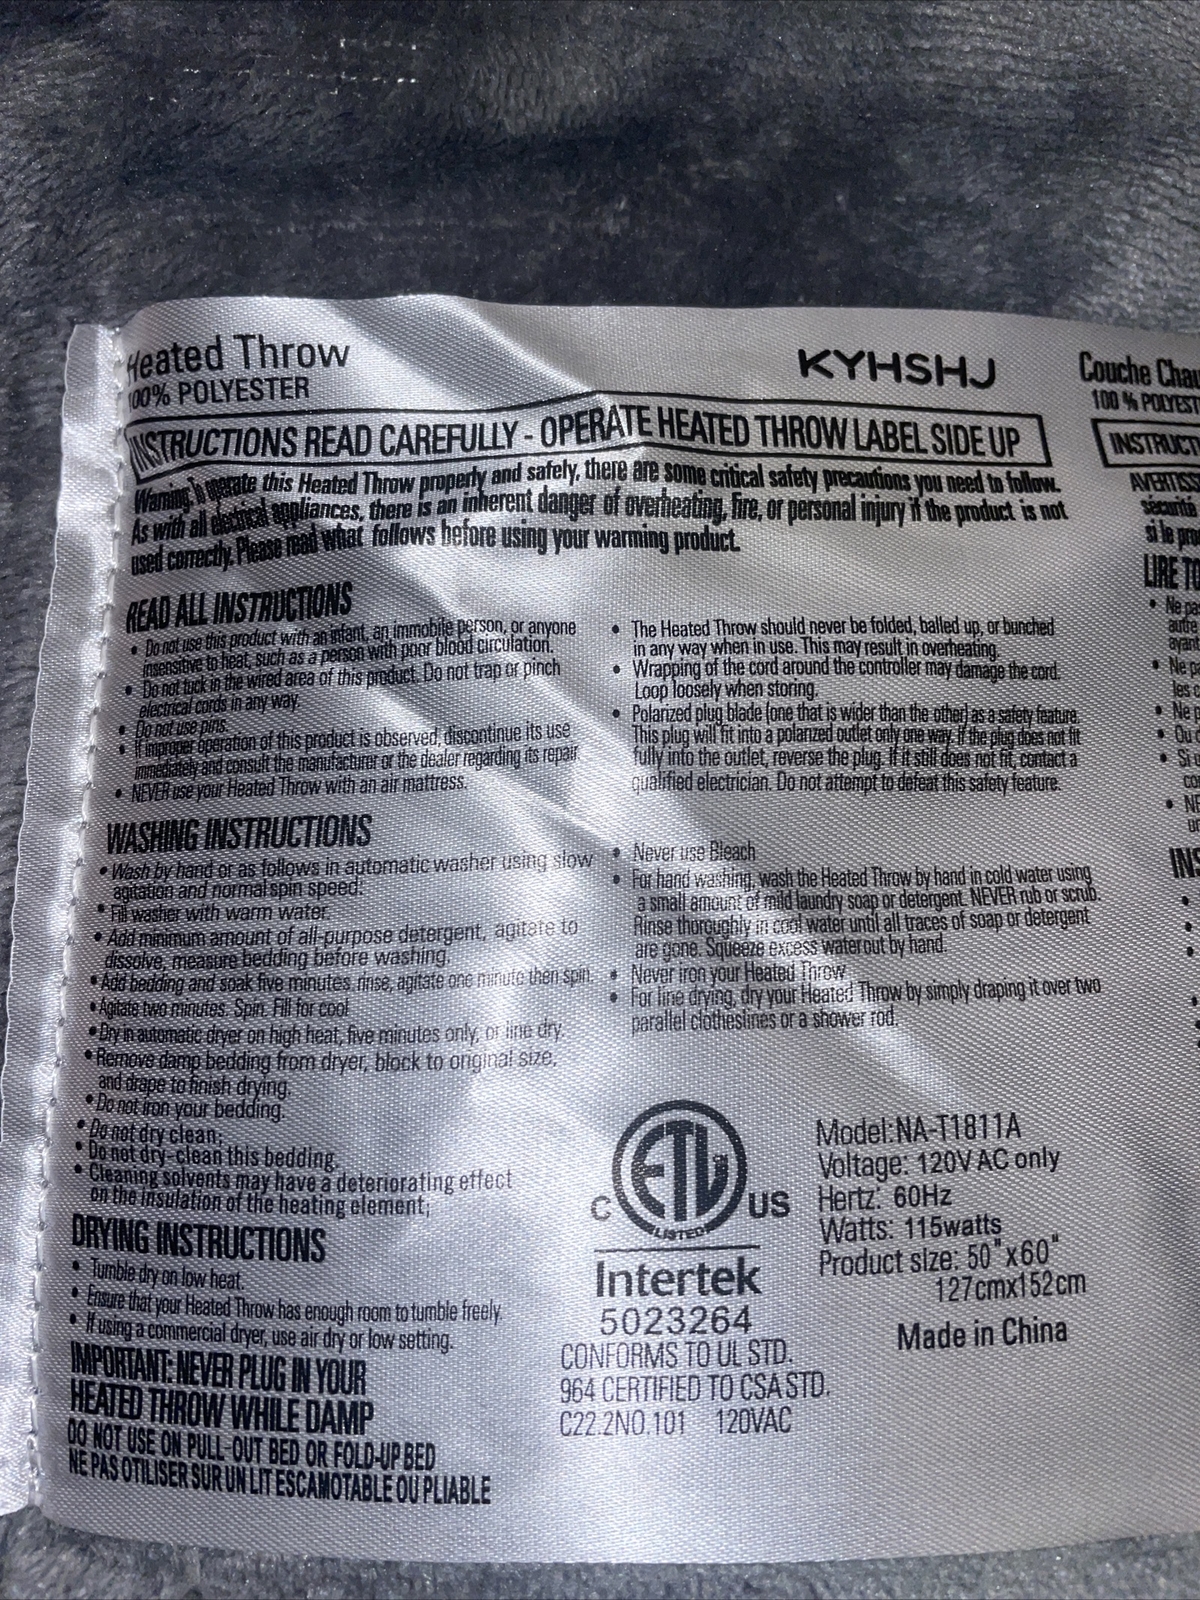 Heated Throw
100% POLYESTER
KYHSHJ
INSTRUCTIONS READ CAREFULLY - OPERATE HEATED THROW LABEL SIDE UP
Warning: To operate this Heated Throw properly and safely, there are some critical safety precautions you need to follow.
As with all electrical appliances, there is an inherent danger of overheating, fire, or personal injury if the product is not
used correctly. Please read what follows before using your warming product.
READ ALL INSTRUCTIONS
• Do not use this product with an infant, an immobile person, or anyone
insensitive to heat, such as a person with poor blood circulation.
• Do not tuck in the wired area of this product. Do not trap or pinch
electrical cords in any way.
• Do not use pins.
• If improper operation of this product is observed, discontinue its use
immediately and consult the manufacturer or the dealer regarding its repair.
• NEVER use your Heated Throw with an air mattress.
• The Heated Throw should never be folded, balled up, or bunched
in any way when in use. This may result in overheating.
• Wrapping of the cord around the controller may damage the cord.
Loop loosely when storing.
• Polarized plug blade (one that is wider than the other) as a safety feature.
This plug will fit into a polarized outlet only one way. If the plug does not fit
fully into the outlet, reverse the plug. If it still does not fit, contact a
qualified electrician. Do not attempt to defeat this safety feature.
WASHING INSTRUCTIONS
• Wash by hand or as follows in automatic washer using slow
agitation and normal spin speed:
• Fill washer with warm water.
• Add minimum amount of all-purpose detergent, agitate to
dissolve, measure bedding before washing.
• Add bedding and soak five minutes, rinse, agitate one minute then spin.
• Agitate two minutes. Spin. Fill for cool
• Dry in automatic dryer on high heat, five minutes only, or line dry.
• Remove damp bedding from dryer, block to original size,
and drape to finish drying.
• Do not iron your bedding.
• Do not dry clean;
• Do not dry-clean this bedding.
• Cleaning solvents may have a deteriorating effect
on the insulation of the heating element;
• Never use Bleach
• For hand washing, wash the Heated Throw by hand in cold water using
a small amount of mild laundry soap or detergent. NEVER rub or scrub.
Rinse thoroughly in cool water until all traces of soap or detergent
are gone. Squeeze excess water out by hand.
• Never iron your Heated Throw
• For line drying, dry your Heated Throw by simply draping it over two
parallel clotheslines or a shower rod.
DRYING INSTRUCTIONS
• Tumble dry on low heat.
• Ensure that your Heated Throw has enough room to tumble freely.
• If using a commercial dryer, use air dry or low setting.
IMPORTANT: NEVER PLUG IN YOUR
HEATED THROW WHILE DAMP
DO NOT USE ON PULL-OUT BED OR FOLD-UP BED
NE PAS OTILISER SUR UN LIT ESCAMOTABLE OU PLIABLE
C ETL US
LISTED
Intertek
5023264
CONFORMS TO UL STD.
964 CERTIFIED TO CSA STD.
C22.2NO.101 120VAC
Model:NA-T1811A
Voltage: 120V AC only
Hertz: 60Hz
Watts: 115watts
Product size: 50"x60"
127cmx152cm
Made in China
Couche Chau
100 % POLYEST
INSTRUCT
AVERTISS
sécurité
si le pro
LIRE TO
• Ne pa
autre
ayant
• Ne p
les c
• Ne n
• Ou d
• Si u
co
• NE
un
INS